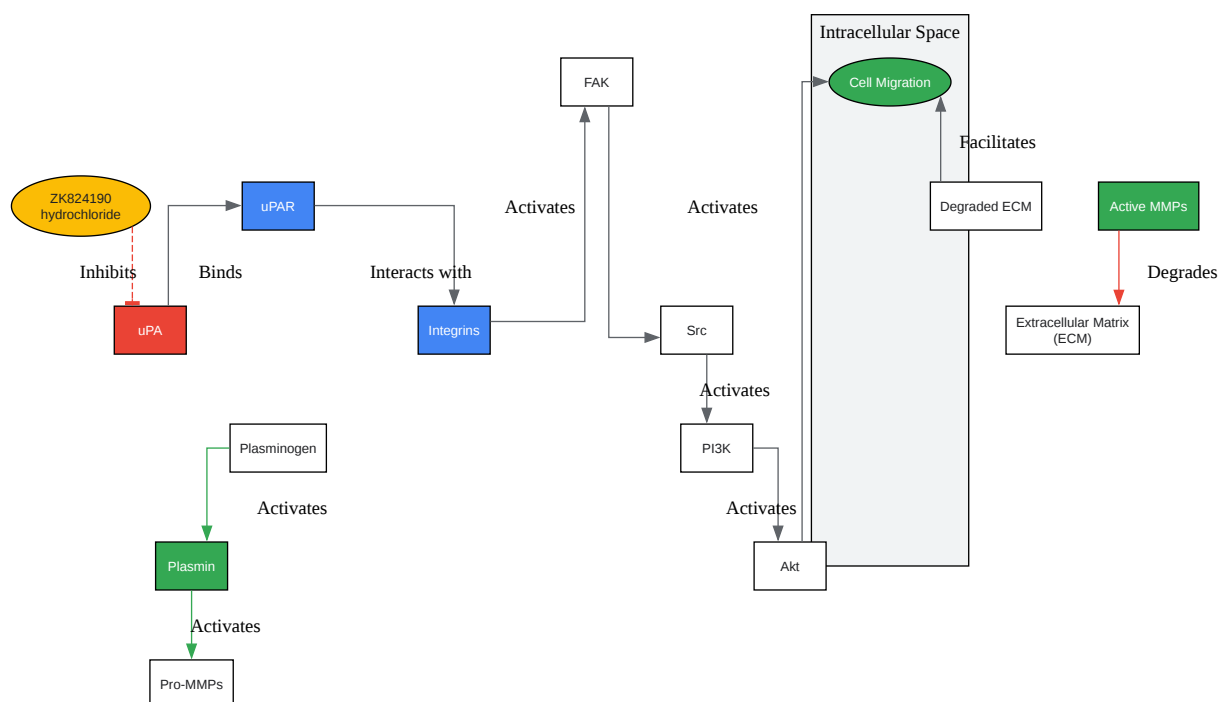 Intracellular Space
FAK
Cell Migration
Facilitates
ZK824190
hydrochloride
uPAR
Activates
Activates
Degraded ECM
Active MMPs
Inhibits
Binds
Interacts with
Degrades
uPA
Integrins
Src
Extracellular Matrix
(ECM)
Activates
Plasminogen
PI3K
Activates
Activates
Plasmin
Akt
Activates
Pro-MMPs